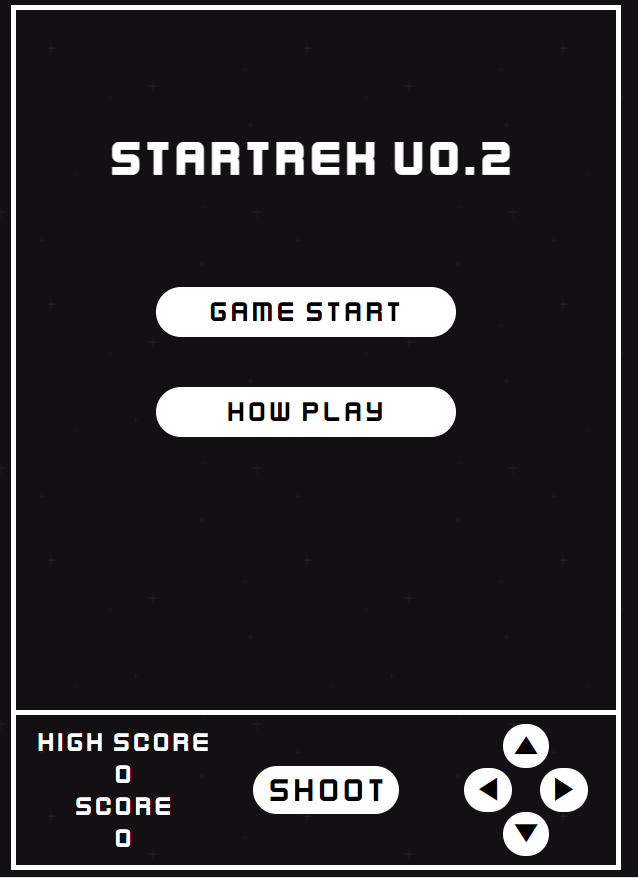 STARTREK V0.2
GAME START
HOW PLAY
HIGH SCORE
0
SCORE
0
SHOOT